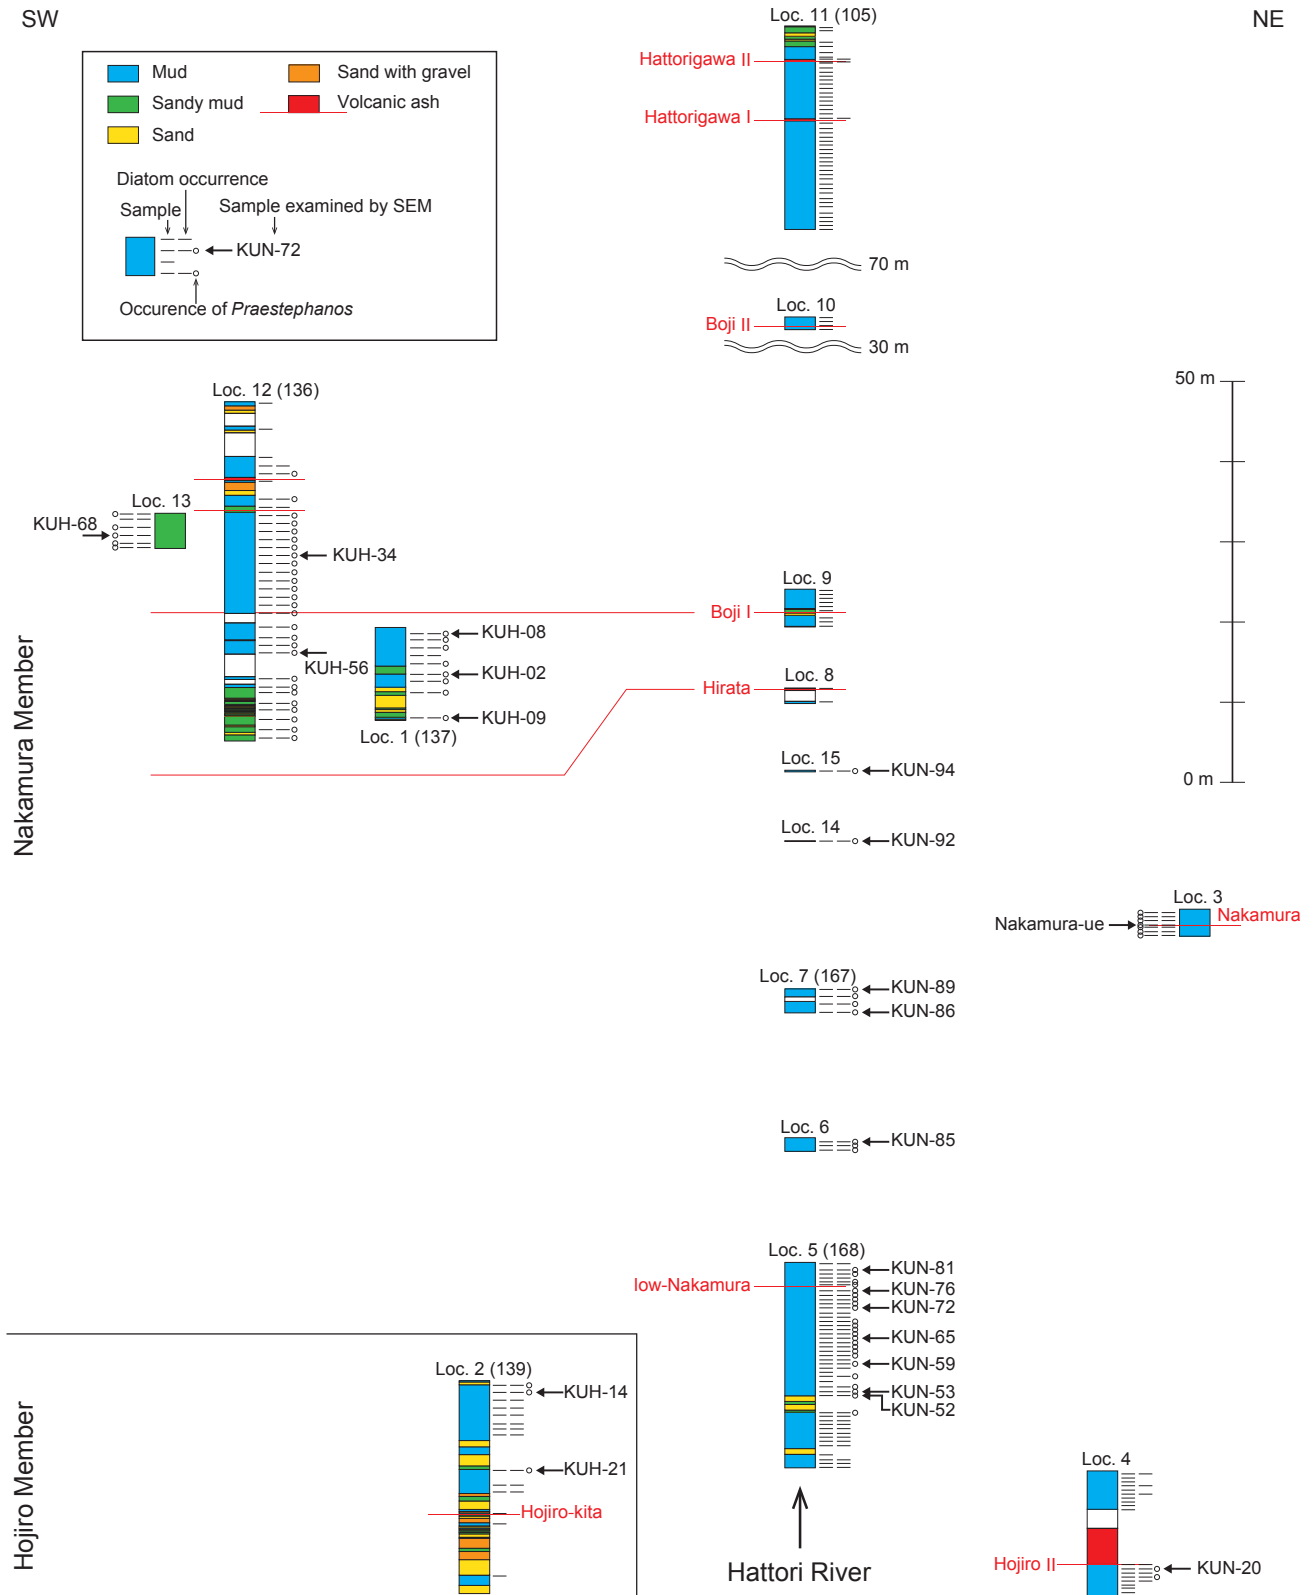 SW
NE
Mud
Sandy mud
Sand
Sand with gravel
Volcanic ash
Diatom occurrence
Sample
Sample examined by SEM
KUN-72
Occurence of Praestephanos
Loc. 11 (105)
Hattorigawa II
Hattorigawa I
70 m
Loc. 10
Boji II
30 m
50 m
0 m
Loc. 12 (136)
Loc. 13
KUH-68
KUH-34
KUH-56
KUH-08
KUH-02
KUH-09
Loc. 1 (137)
Loc. 9
Boji I
Loc. 8
Hirata
Loc. 15
KUN-94
Loc. 14
KUN-92
Loc. 3
Nakamura
Nakamura-ue
Loc. 7 (167)
KUN-89
KUN-86
Loc. 6
KUN-85
Nakamura Member
Loc. 5 (168)
low-Nakamura
KUN-81
KUN-76
KUN-72
KUN-65
KUN-59
KUN-53
KUN-52
Hattori River
Hojiro Member
Loc. 2 (139)
KUH-14
KUH-21
Hojiro-kita
Loc. 4
Hojiro II
KUN-20